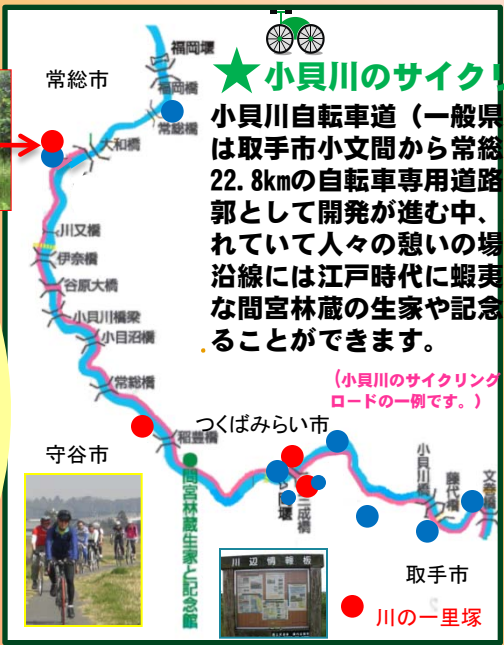 ★小貝川のサイクリ
小貝川自転車道（一般県
は取手市小文間から常総
22.8kmの自転車専用道路
郭として開発が進む中、
れていて人々の憩いの場
沿線には江戸時代に蝦夷
な間宮林蔵の生家や記念
ることができます。
(小貝川のサイクリング
ロードの一例です。)
常総市
福岡堰
福岡橋
常総橋
大和橋
川又橋
伊奈橋
谷原大橋
小貝川橋梁
小目沼橋
常総橋
つくばみらい市
稲豊橋
守谷市
間宮林蔵生家と記念館
岡堰
二成橋
小貝川橋
藤代橋
文巻橋
取手市
川辺情報板
川の一里塚